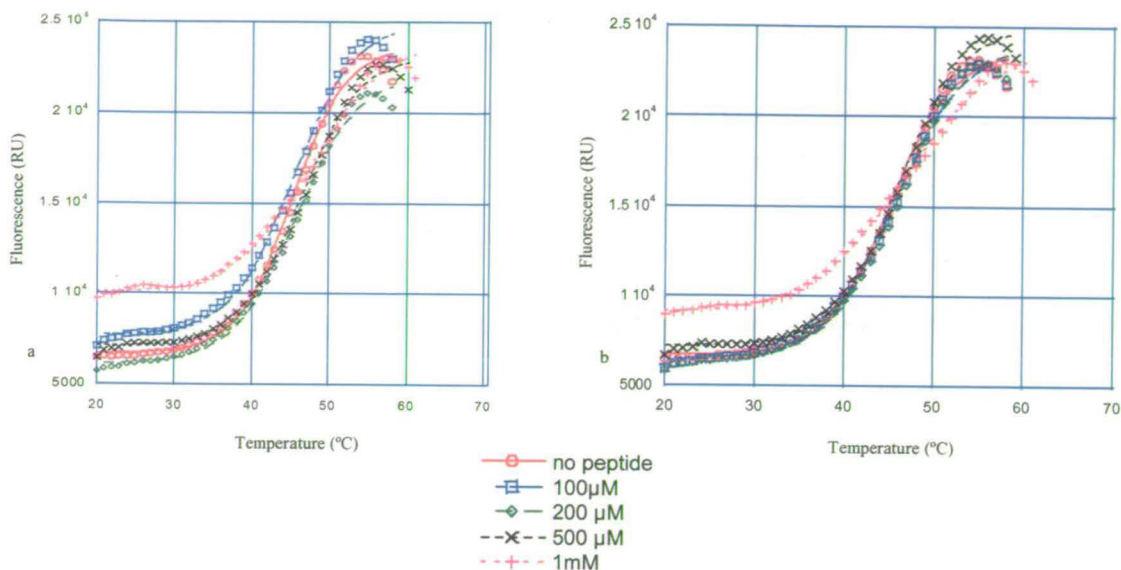 2.5 10⁴
2 10⁴
1.5 10⁴
1 10⁴
5000
Fluorescence (RU)
a
20 30 40 50 60 70
Temperature (ºC)
2.5 10⁴
2 10⁴
1.5 10⁴
1 10⁴
5000
Fluorescence (RU)
b
20 30 40 50 60 70
Temperature (ºC)
no peptide
100µM
200 µM
500 µM
1mM